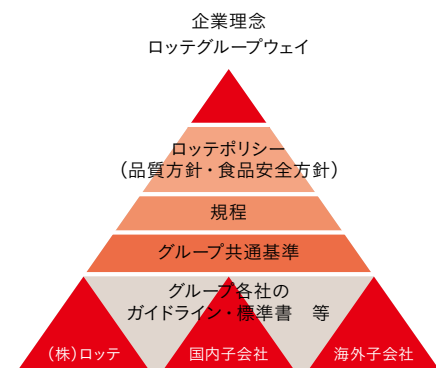 企業理念
ロッテグループウェイ
ロッテポリシー
（品質方針・食品安全方針）
規程
グループ共通基準
グループ各社の
ガイドライン・標準書　等
（株）ロッテ
国内子会社
海外子会社